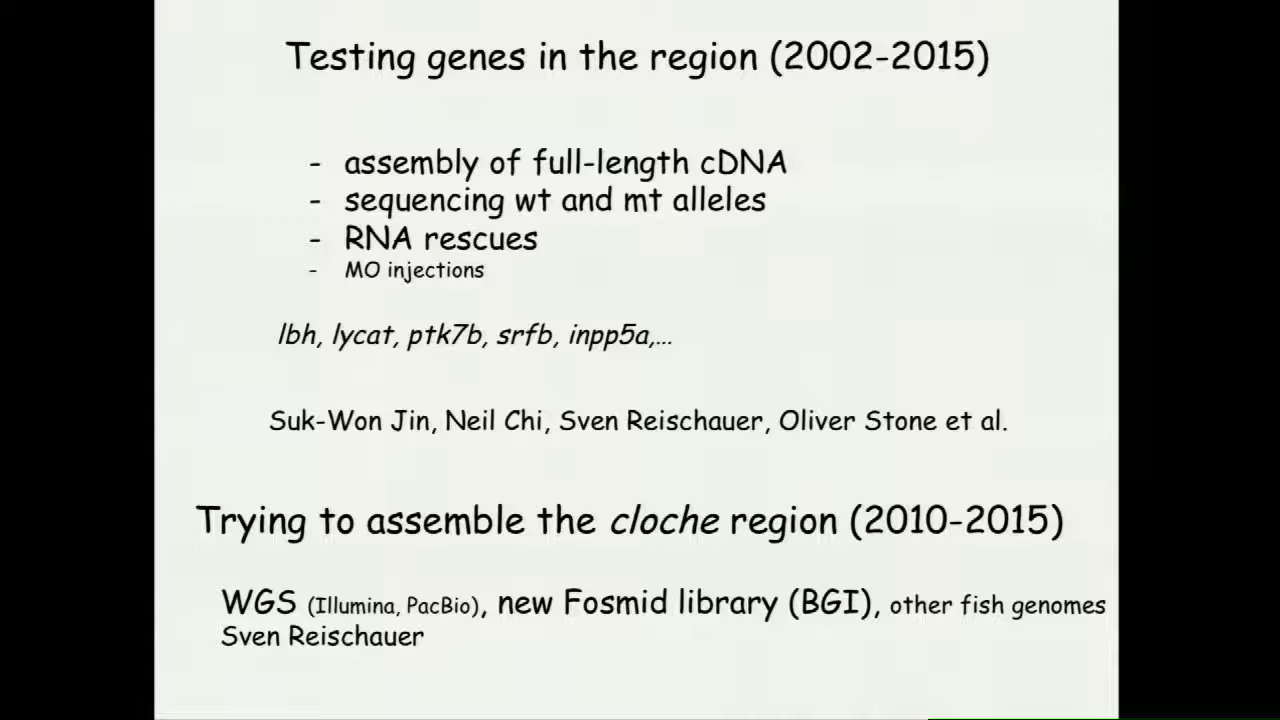 Testing genes in the region (2002-2015)
- assembly of full-length cDNA
- sequencing wt and mt alleles
- RNA rescues
- MO injections
lbh, lycat, ptk7b, srfb, inpp5a,...
Suk-Won Jin, Neil Chi, Sven Reischauer, Oliver Stone et al.
Trying to assemble the cloche region (2010-2015)
WGS (Illumina, PacBio), new Fosmid library (BGI), other fish genomes
Sven Reischauer